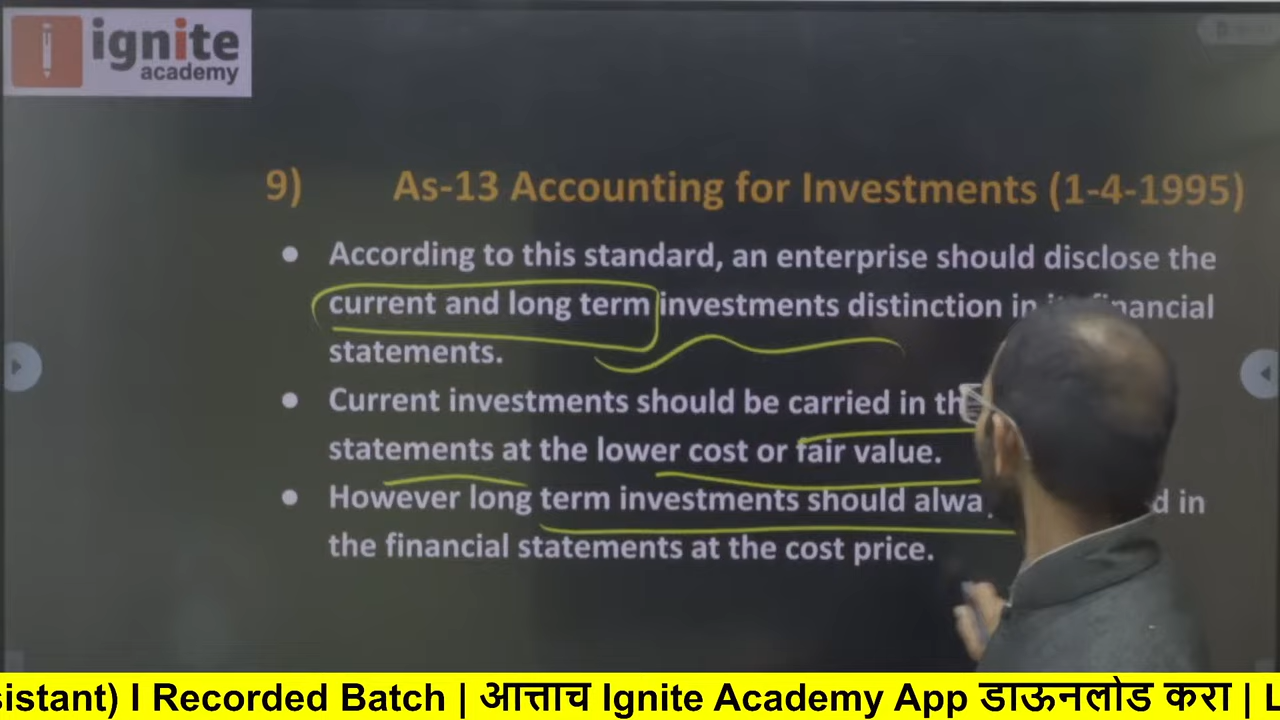 ignite
academy
9) As-13 Accounting for Investments (1-4-1995)
● According to this standard, an enterprise should disclose the
current and long term investments distinction in financial
statements.
● Current investments should be carried in
statements at the lower cost or fair value.
● However long term investments should in
the financial statements at the cost price.
sistant) l Recorded Batch | आत्ताच Ignite Academy App डाऊनलोड करा | L